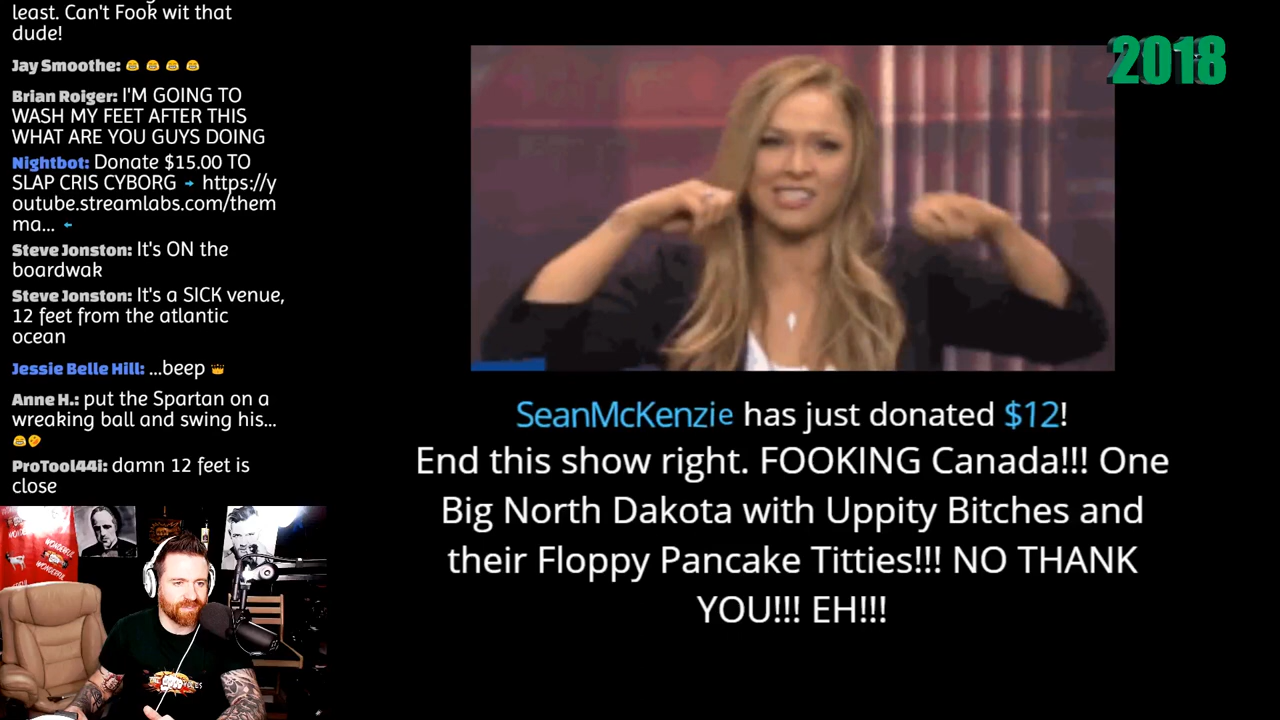 least. Can't Fook wit that
dude!
Jay Smoothe:
Brian Roiger: I'M GOING TO
WASH MY FEET AFTER THIS
WHAT ARE YOU GUYS DOING
Nightbot: Donate $15.00 TO
SLAP CRIS CYBORG → https://y
outube.streamlabs.com/them
ma... ←
Steve Jonston: It's ON the
boardwak
Steve Jonston: It's a SICK venue,
12 feet from the atlantic
ocean
Jessie Belle Hill: ...beep
Anne H.: put the Spartan on a
wreaking ball and swing his...
ProTool44i: damn 12 feet is
close
2018
SeanMcKenzie has just donated $12!
End this show right. FOOKING Canada!!! One
Big North Dakota with Uppity Bitches and
their Floppy Pancake Titties!!! NO THANK
YOU!!! EH!!!